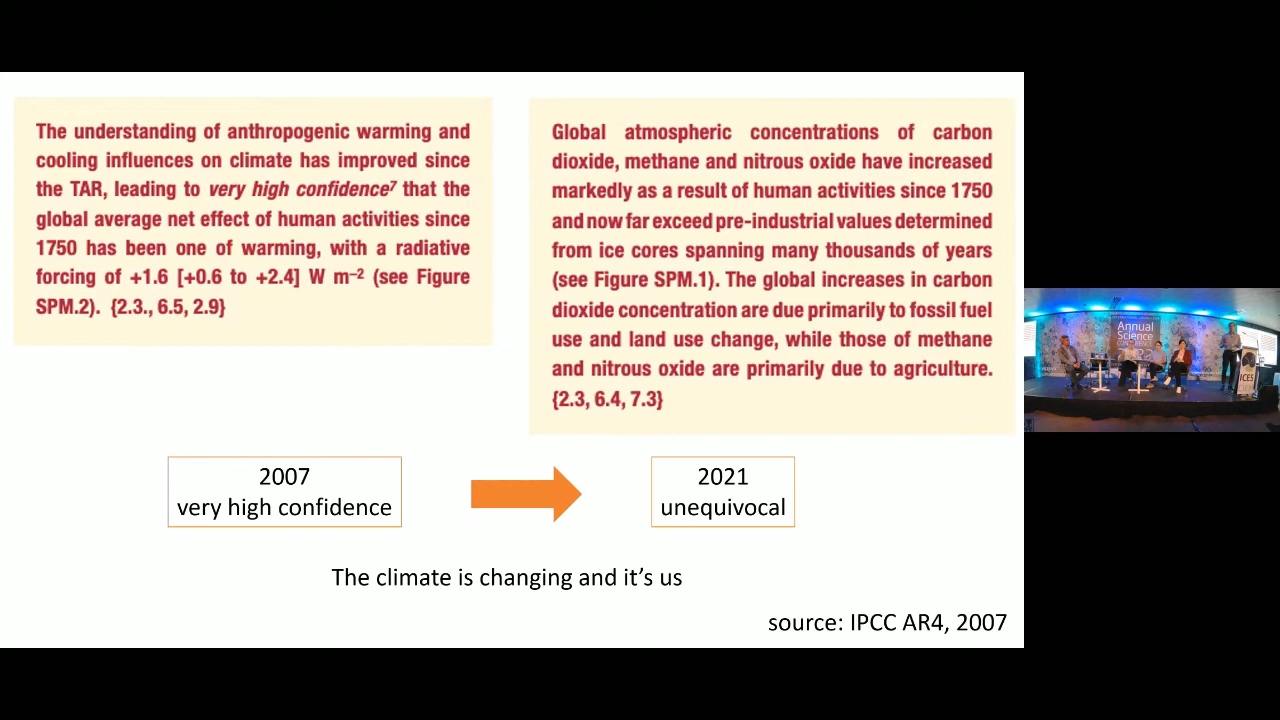 The understanding of anthropogenic warming and
cooling influences on climate has improved since
the TAR, leading to very high confidence⁷ that the
global average net effect of human activities since
1750 has been one of warming, with a radiative
forcing of +1.6 [+0.6 to +2.4] W m⁻² (see Figure
SPM.2). {2.3., 6.5, 2.9}
Global atmospheric concentrations of carbon
dioxide, methane and nitrous oxide have increased
markedly as a result of human activities since 1750
and now far exceed pre-industrial values determined
from ice cores spanning many thousands of years
(see Figure SPM.1). The global increases in carbon
dioxide concentration are due primarily to fossil fuel
use and land use change, while those of methane
and nitrous oxide are primarily due to agriculture.
{2.3, 6.4, 7.3}
2007
very high confidence
2021
unequivocal
The climate is changing and it's us
source: IPCC AR4, 2007
Annual
Science
CONFERENCE
ICES